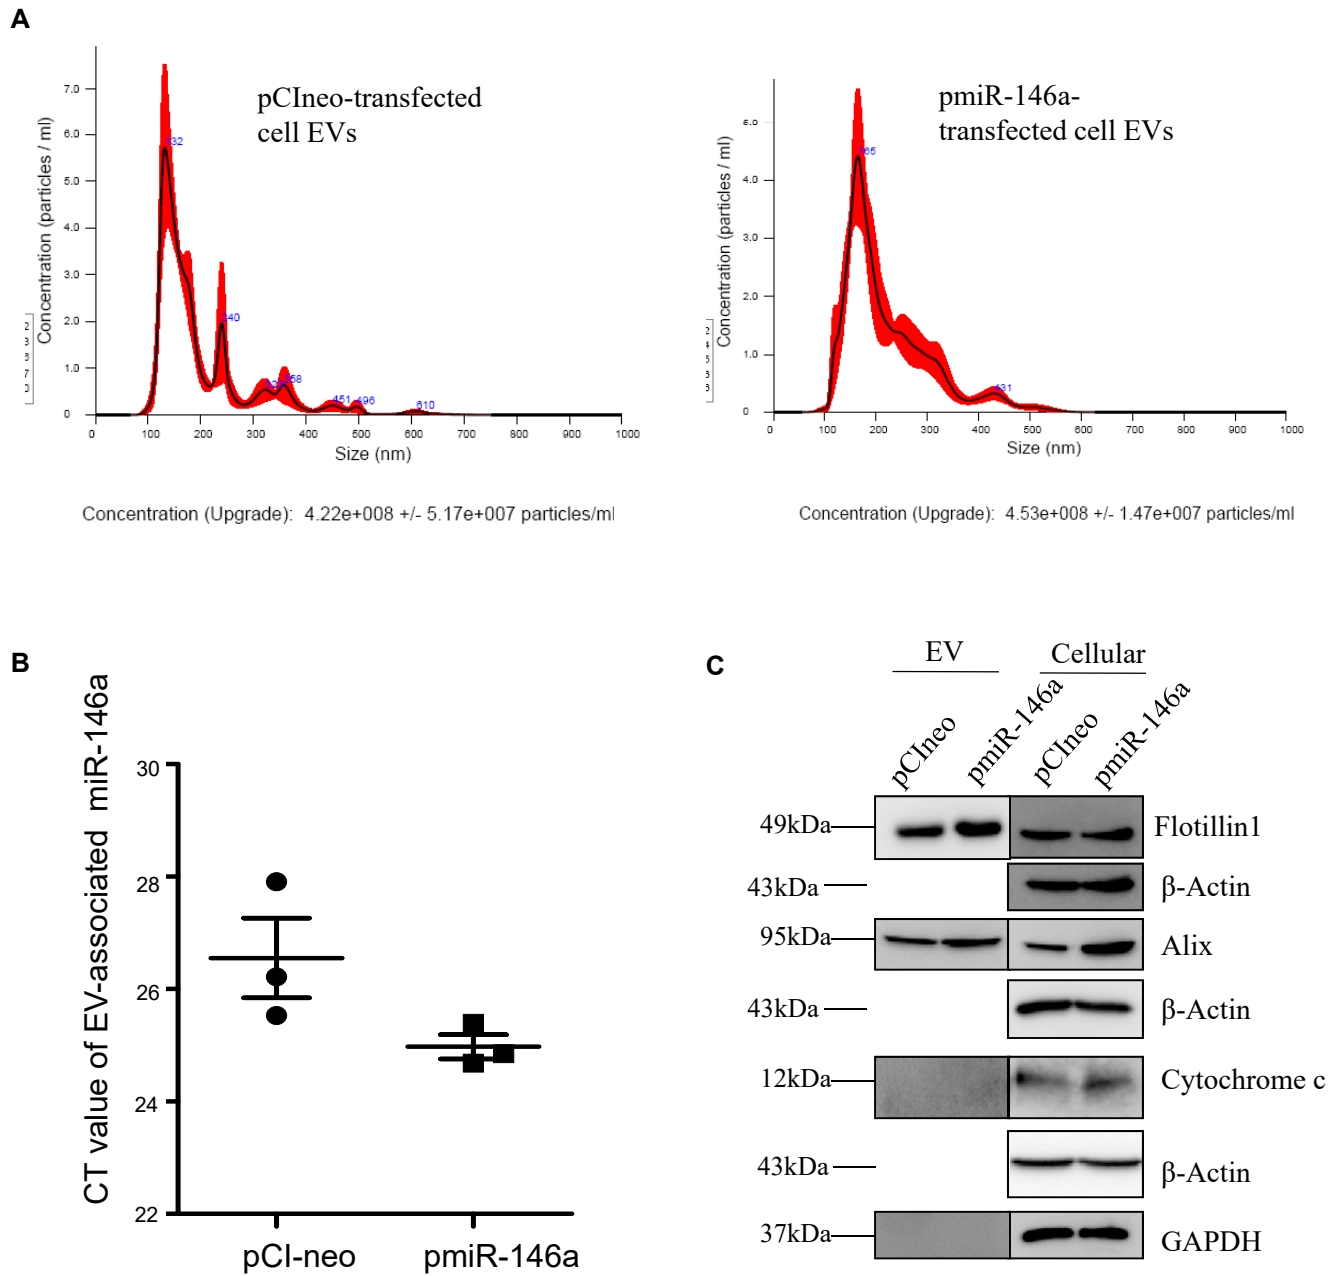 A
pCIneo-transfected
cell EVs
Concentration (particles / ml)
7.0
6.0
5.0
4.0
3.0
2.0
1.0
0
132
240
358
451
496
610
0 100 200 300 400 500 600 700 800 900 1000
Size (nm)
Concentration (Upgrade): 4.22e+008 +/- 5.17e+007 particles/ml
pmiR-146a-
transfected cell EVs
Concentration (particles / ml)
4.0
3.0
2.0
1.0
0
165
431
0 100 200 300 400 500 600 700 800 900 1000
Size (nm)
Concentration (Upgrade): 4.53e+008 +/- 1.47e+007 particles/ml
B
CT value of EV-associated miR-146a
30
28
26
24
22
pCI-neo pmiR-146a
C
EV Cellular
pCIneo pmiR-146a pCIneo pmiR-146a
49kDa Flotillin1
43kDa β-Actin
95kDa Alix
43kDa β-Actin
12kDa Cytochrome c
43kDa β-Actin
37kDa GAPDH